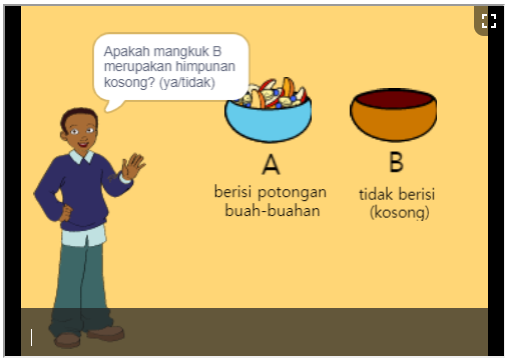 Apakah mangkuk B
merupakan himpunan
kosong? (ya/tidak)
A
berisi potongan
buah-buahan
B
tidak berisi
(kosong)